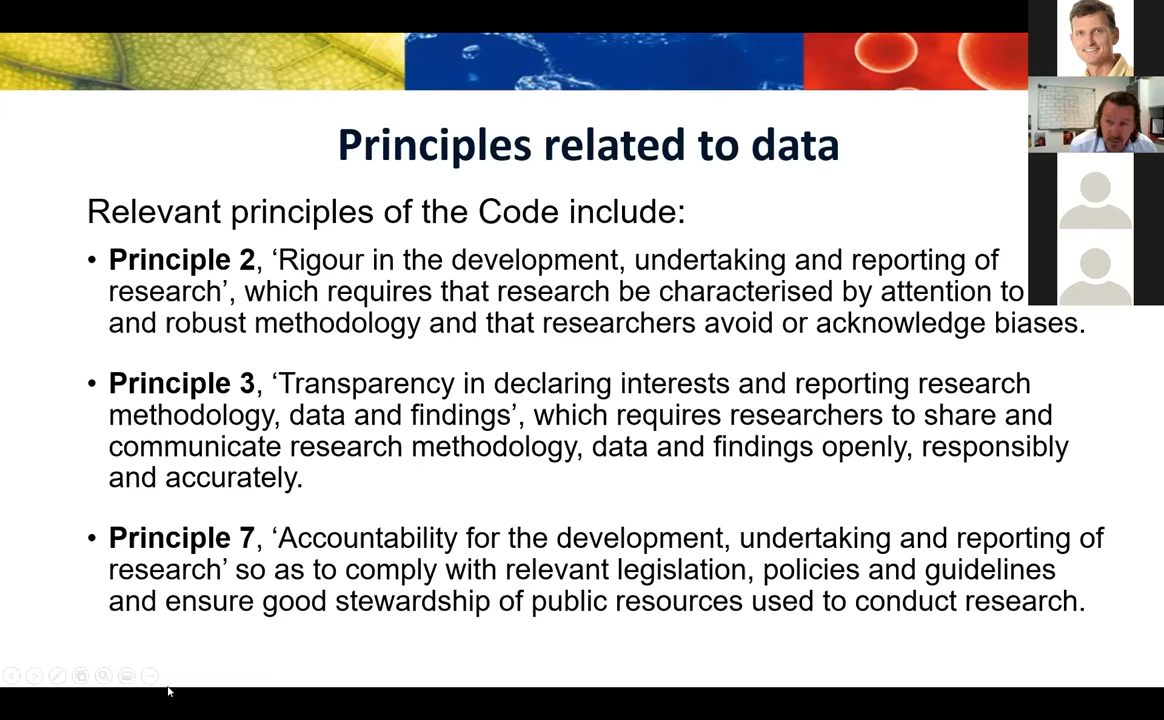 Principles related to data
Relevant principles of the Code include:
• Principle 2, ‘Rigour in the development, undertaking and reporting of
research’, which requires that research be characterised by attention to
and robust methodology and that researchers avoid or acknowledge biases.
• Principle 3, ‘Transparency in declaring interests and reporting research
methodology, data and findings’, which requires researchers to share and
communicate research methodology, data and findings openly, responsibly
and accurately.
• Principle 7, ‘Accountability for the development, undertaking and reporting of
research’ so as to comply with relevant legislation, policies and guidelines
and ensure good stewardship of public resources used to conduct research.